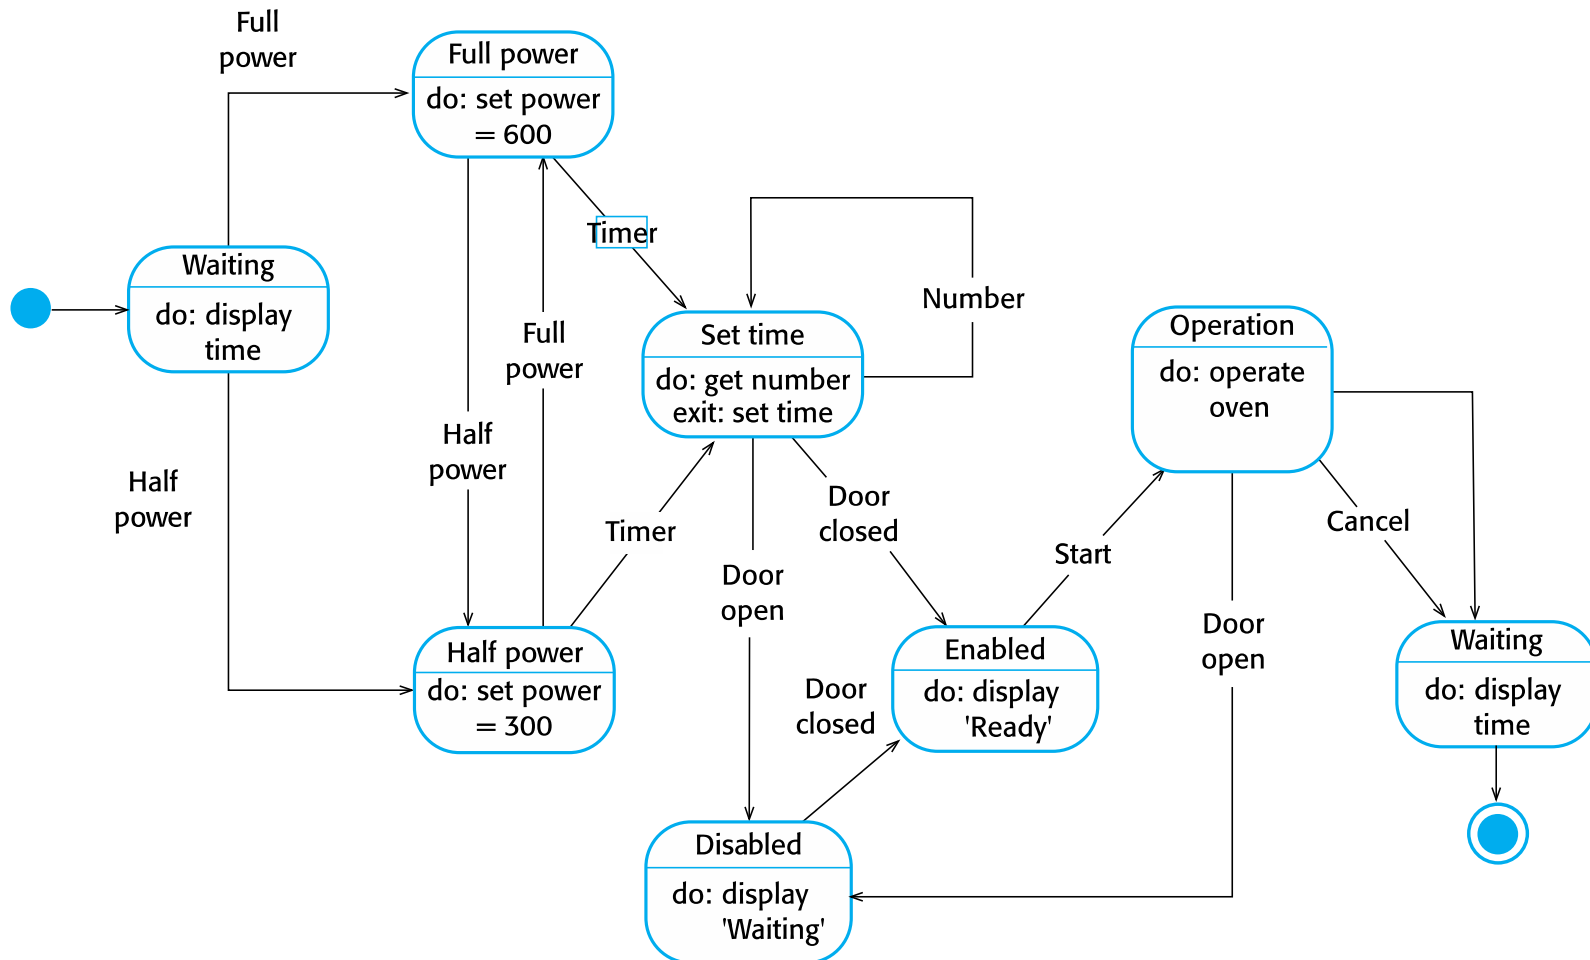 Full
power
Full power
do: set power
= 600
Timer
Waiting
do: display
time
Number
Full
power
Set time
do: get number
exit: set time
Operation
do: operate
oven
Half
power
Half
power
Timer
Door
closed
Door
open
Start
Cancel
Door
open
Half power
do: set power
= 300
Door
closed
Enabled
do: display
'Ready'
Waiting
do: display
time
Disabled
do: display
'Waiting'